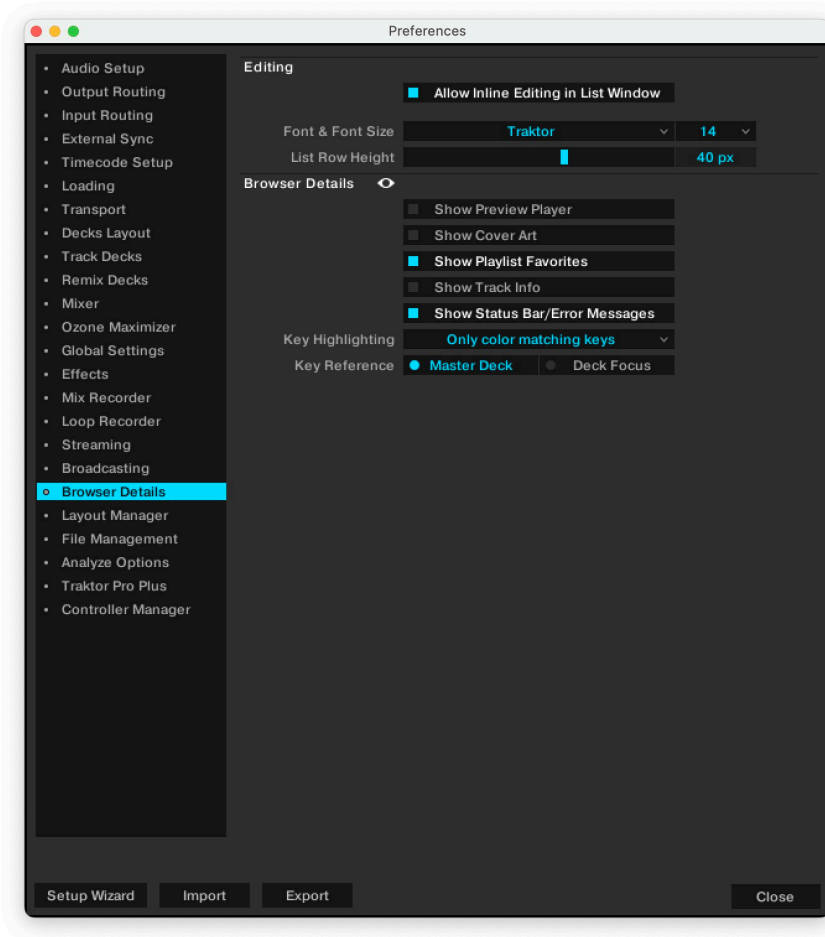 Preferences
Audio Setup
Output Routing
Input Routing
External Sync
Timecode Setup
Loading
Transport
Decks Layout
Track Decks
Remix Decks
Mixer
Ozone Maximizer
Global Settings
Effects
Mix Recorder
Loop Recorder
Streaming
Broadcasting
Browser Details
Layout Manager
File Management
Analyze Options
Traktor Pro Plus
Controller Manager
Editing
Allow Inline Editing in List Window
Font & Font Size Traktor 14
List Row Height 40 px
Browser Details
Show Preview Player
Show Cover Art
Show Playlist Favorites
Show Track Info
Show Status Bar/Error Messages
Key Highlighting Only color matching keys
Key Reference Master Deck Deck Focus
Setup Wizard Import Export Close